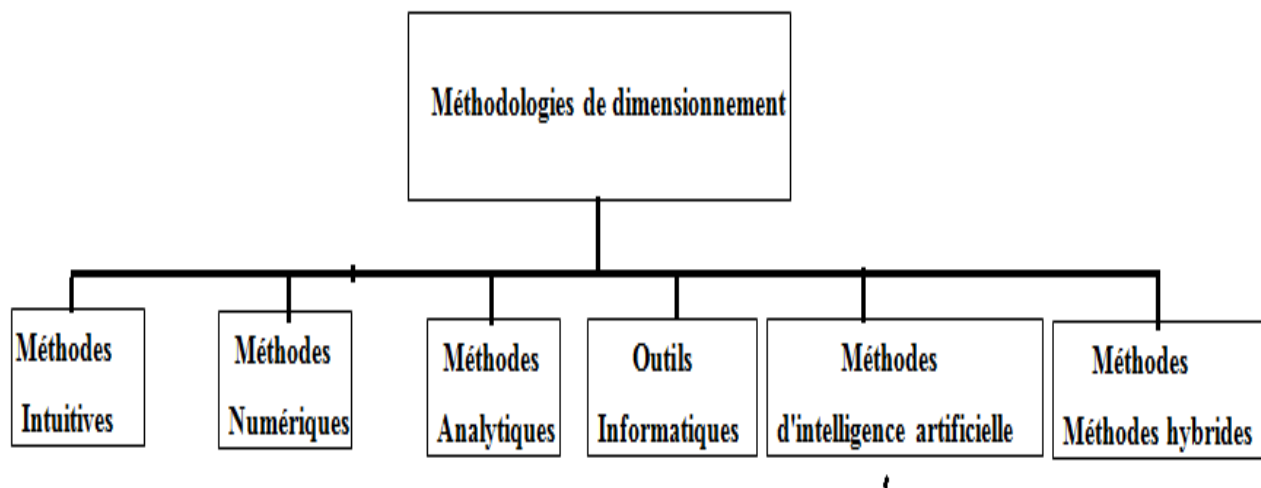 Méthodologies de dimensionnement
Méthodes
Intuitives
Méthodes
Numériques
Méthodes
Analytiques
Outils
Informatiques
Méthodes
d'intelligence artificielle
Méthodes
Méthodes hybrides